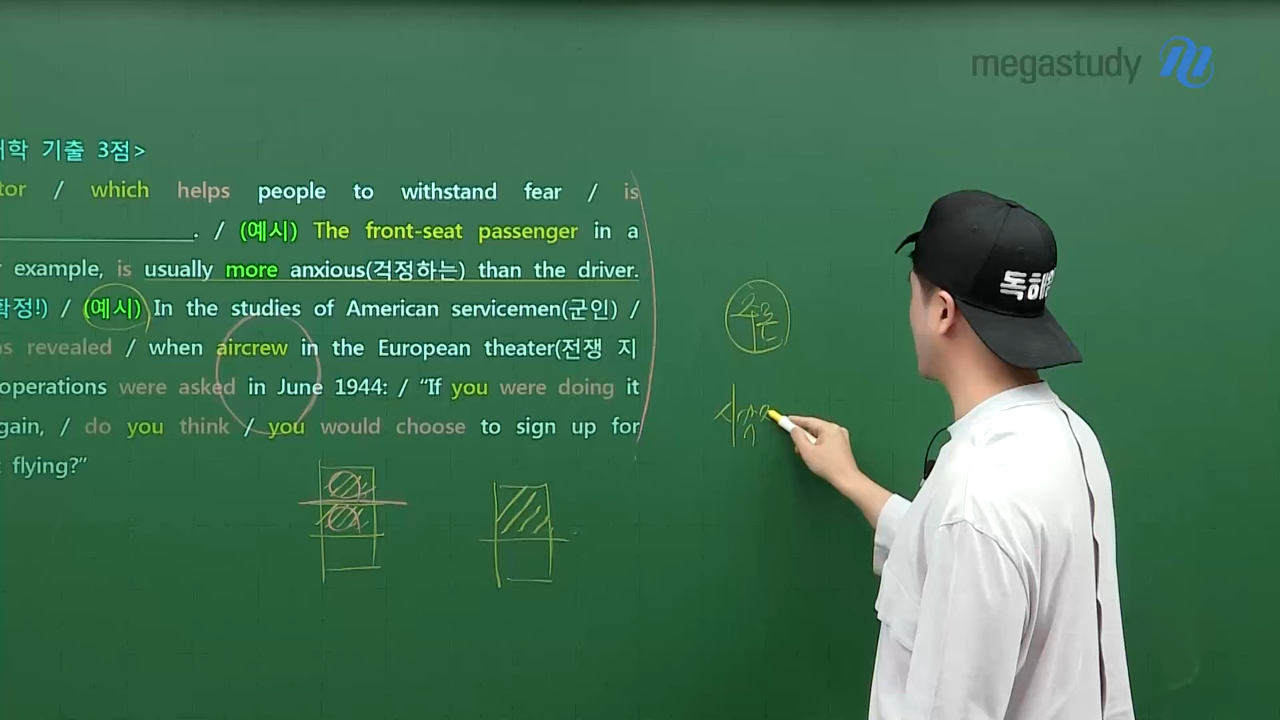 megastudy
기출 3점>
tor / which helps people to withstand fear / is
. / (예시) The front-seat passenger in a
example, is usually more anxious(걱정하는) than the driver.
확정!) / (예시) In the studies of American servicemen(군인) /
as revealed / when aircrew in the European theater(전쟁 지
operations were asked in June 1944: / “If you were doing it
gain, / do you think / you would choose to sign up for
flying?”
독해